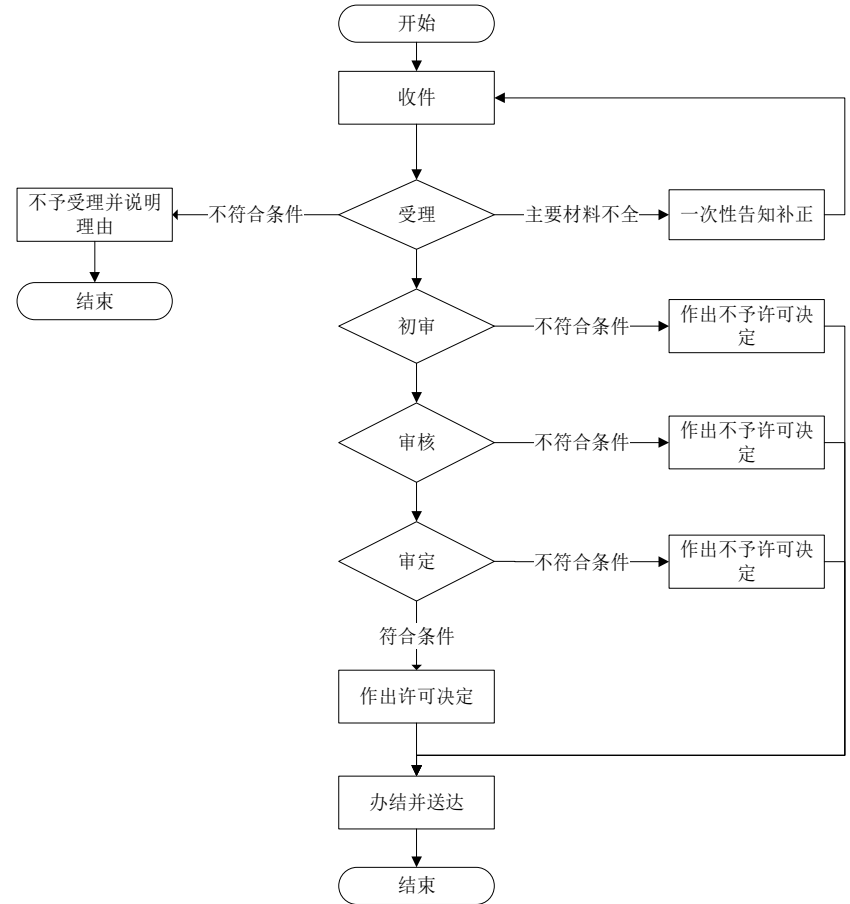 开始
收件
不予受理并说明
理由
不符合条件
受理
主要材料不全
一次性告知补正
结束
初审
不符合条件
作出不予许可决
定
审核
不符合条件
作出不予许可决
定
审定
不符合条件
作出不予许可决
定
符合条件
作出许可决定
办结并送达
结束